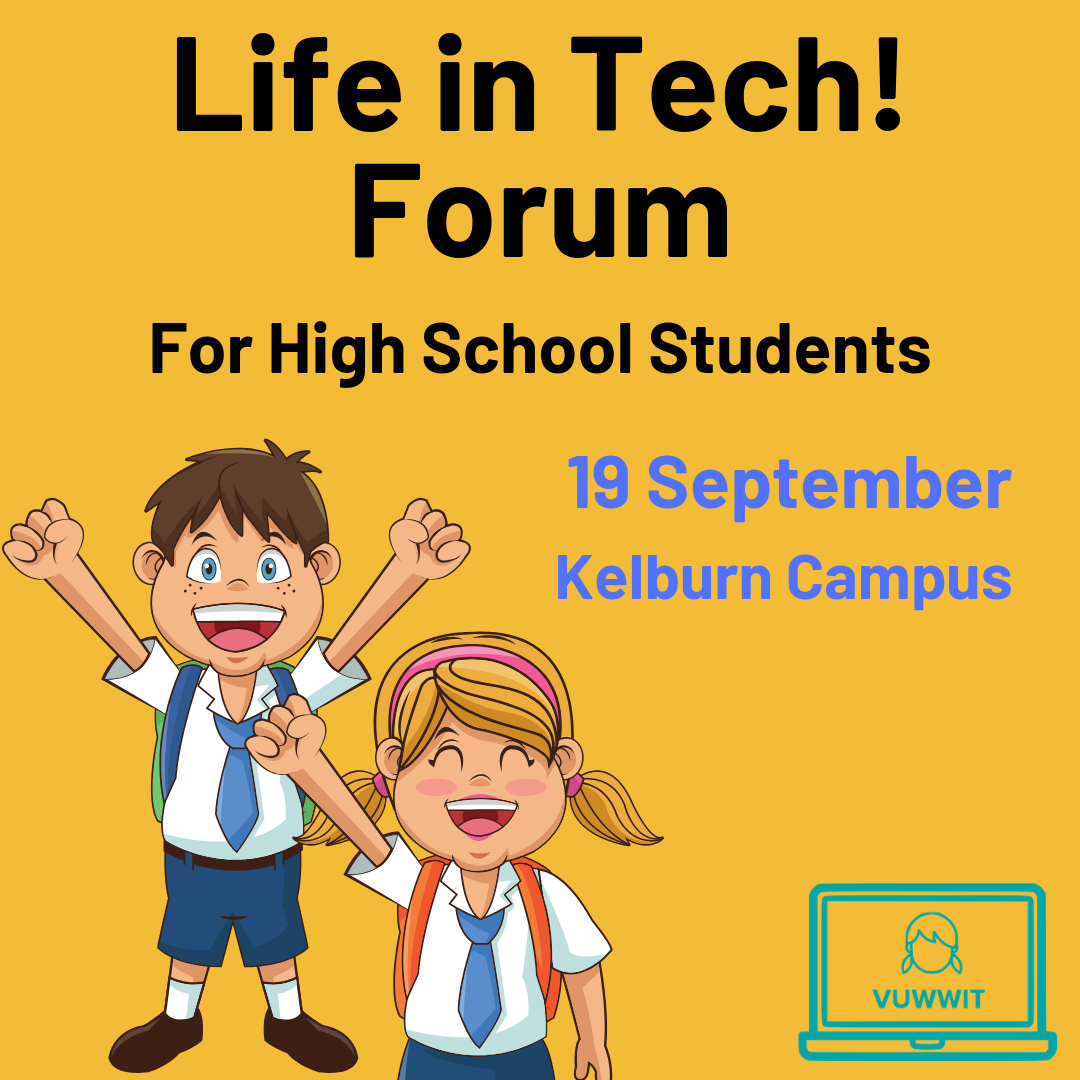 Life in Tech!
Forum
For High School Students
19 September
Kelburn Campus
VUWWIT